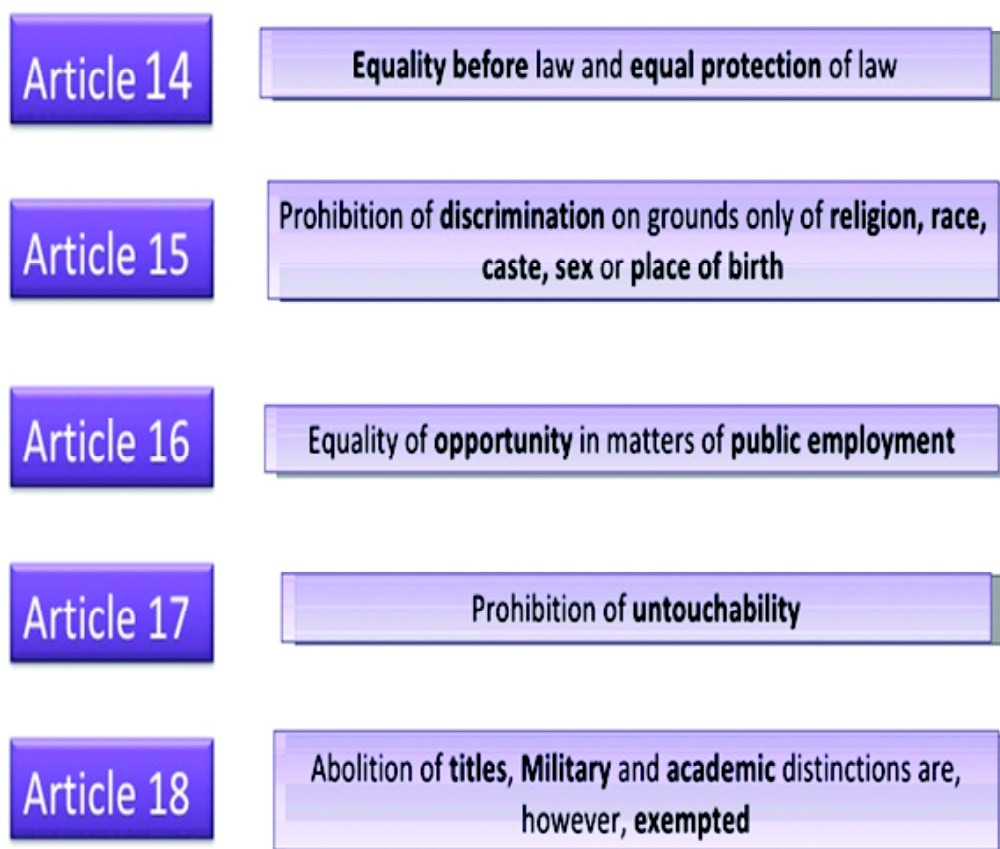 Article 14
Equality before law and equal protection of law
Article 15
Prohibition of discrimination on grounds only of religion, race,
caste, sex or place of birth
Article 16
Equality of opportunity in matters of public employment
Article 17
Prohibition of untouchability
Article 18
Abolition of titles, Military and academic distinctions are,
however, exempted